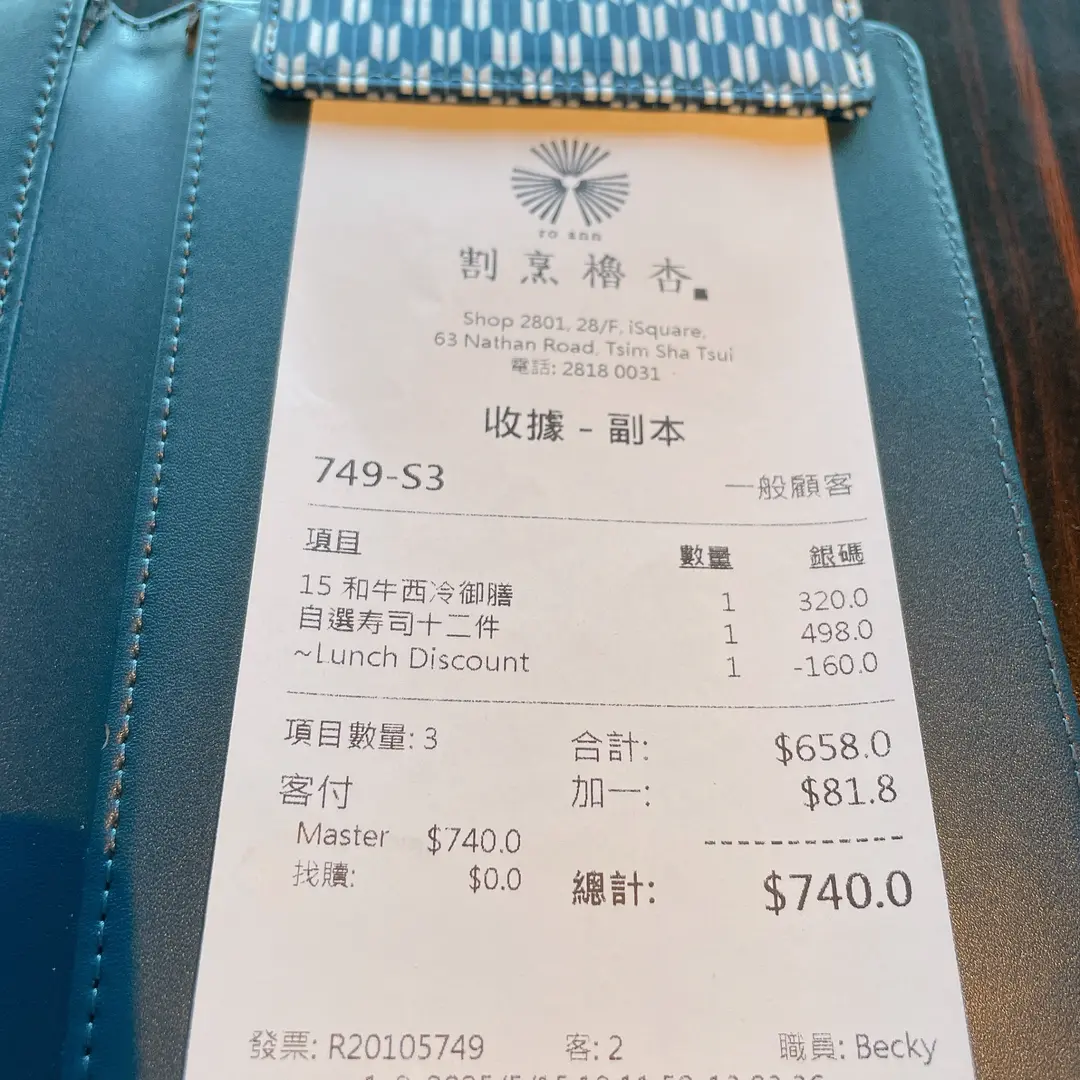 ro ann
割烹櫓杏
Shop 2801, 28/F, iSquare,
63 Nathan Road, Tsim Sha Tsui
電話: 2818 0031
收據 - 副本
749-S3 一般顧客
項目 數量 銀碼
15 和牛西冷御膳 1 320.0
自選寿司十二件 1 498.0
~Lunch Discount 1 -160.0
項目數量: 3 合計: $658.0
客付 加一: $81.8
Master $740.0
找贖: $0.0 總計: $740.0
發票: R20105749 客: 2 職員: Becky